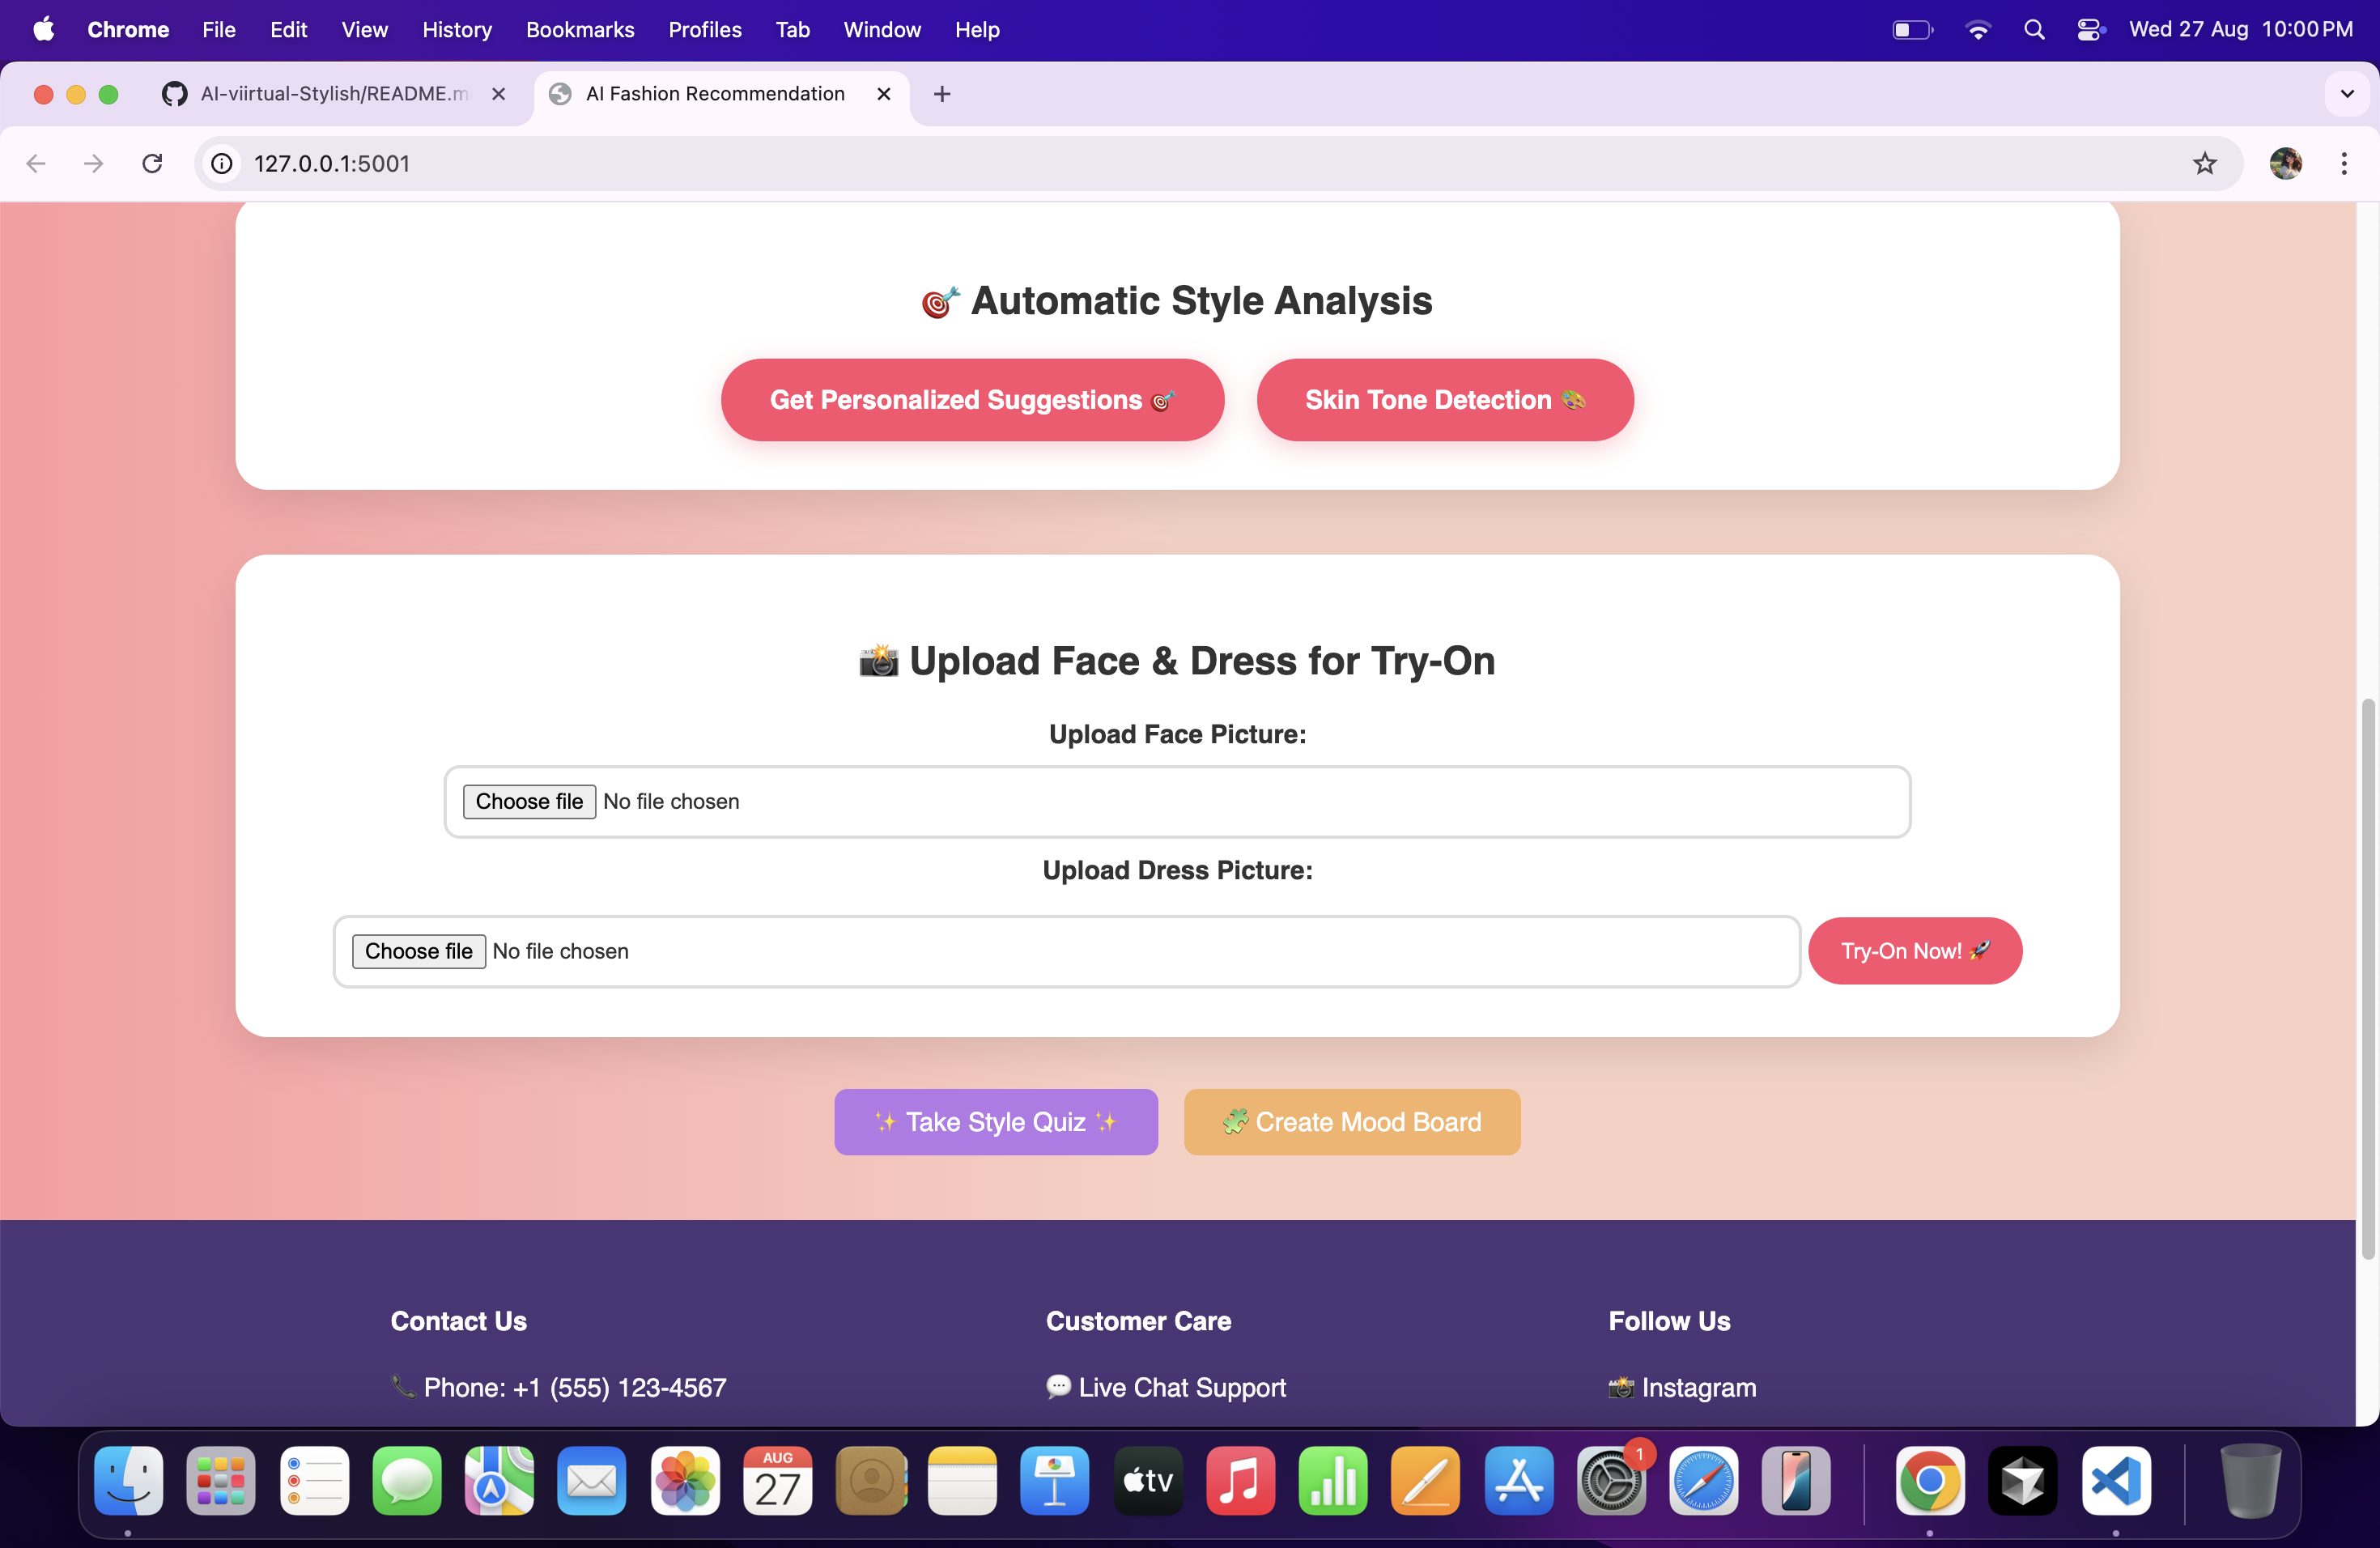 Chrome File Edit View History Bookmarks Profiles Tab Window Help Wed 27 Aug 10:00 PM
AI-viirtual-Stylish/README.m AI Fashion Recommendation
127.0.0.1:5001
🎯 Automatic Style Analysis
Get Personalized Suggestions 🎯 Skin Tone Detection 🎨
📸 Upload Face & Dress for Try-On
Upload Face Picture:
Choose file No file chosen
Upload Dress Picture:
Choose file No file chosen Try-On Now! 🚀
✨ Take Style Quiz ✨ 🧩 Create Mood Board
Contact Us Customer Care Follow Us
📞 Phone: +1 (555) 123-4567 💬 Live Chat Support 📸 Instagram
AUG
27
tv
1